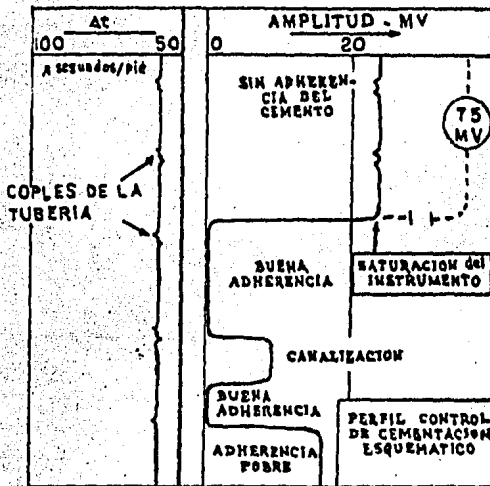 Δt
AMPLITUD - MV
100
50
0
20
µ segundos/pié
SIN ADHEREN-
CIA DEL
CEMENTO
75
MV
COPLES DE LA
TUBERIA
BUENA
ADHERENCIA
SATURACION del
INSTRUMENTO
CANALIZACION
BUENA
ADHERENCIA
ADHERENCIA
POBRE
PERFIL CONTROL
DE CEMENTACION
ESQUEMATICO